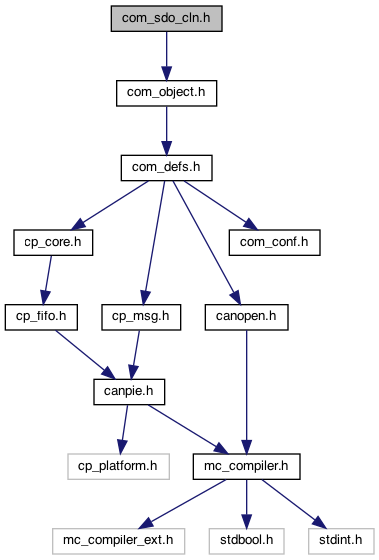 com_sdo_cln.h
com_object.h
com_defs.h
cp_core.h
com_conf.h
cp_fifo.h
cp_msg.h
canopen.h
canpie.h
cp_platform.h
mc_compiler.h
mc_compiler_ext.h
stdbool.h
stdint.h